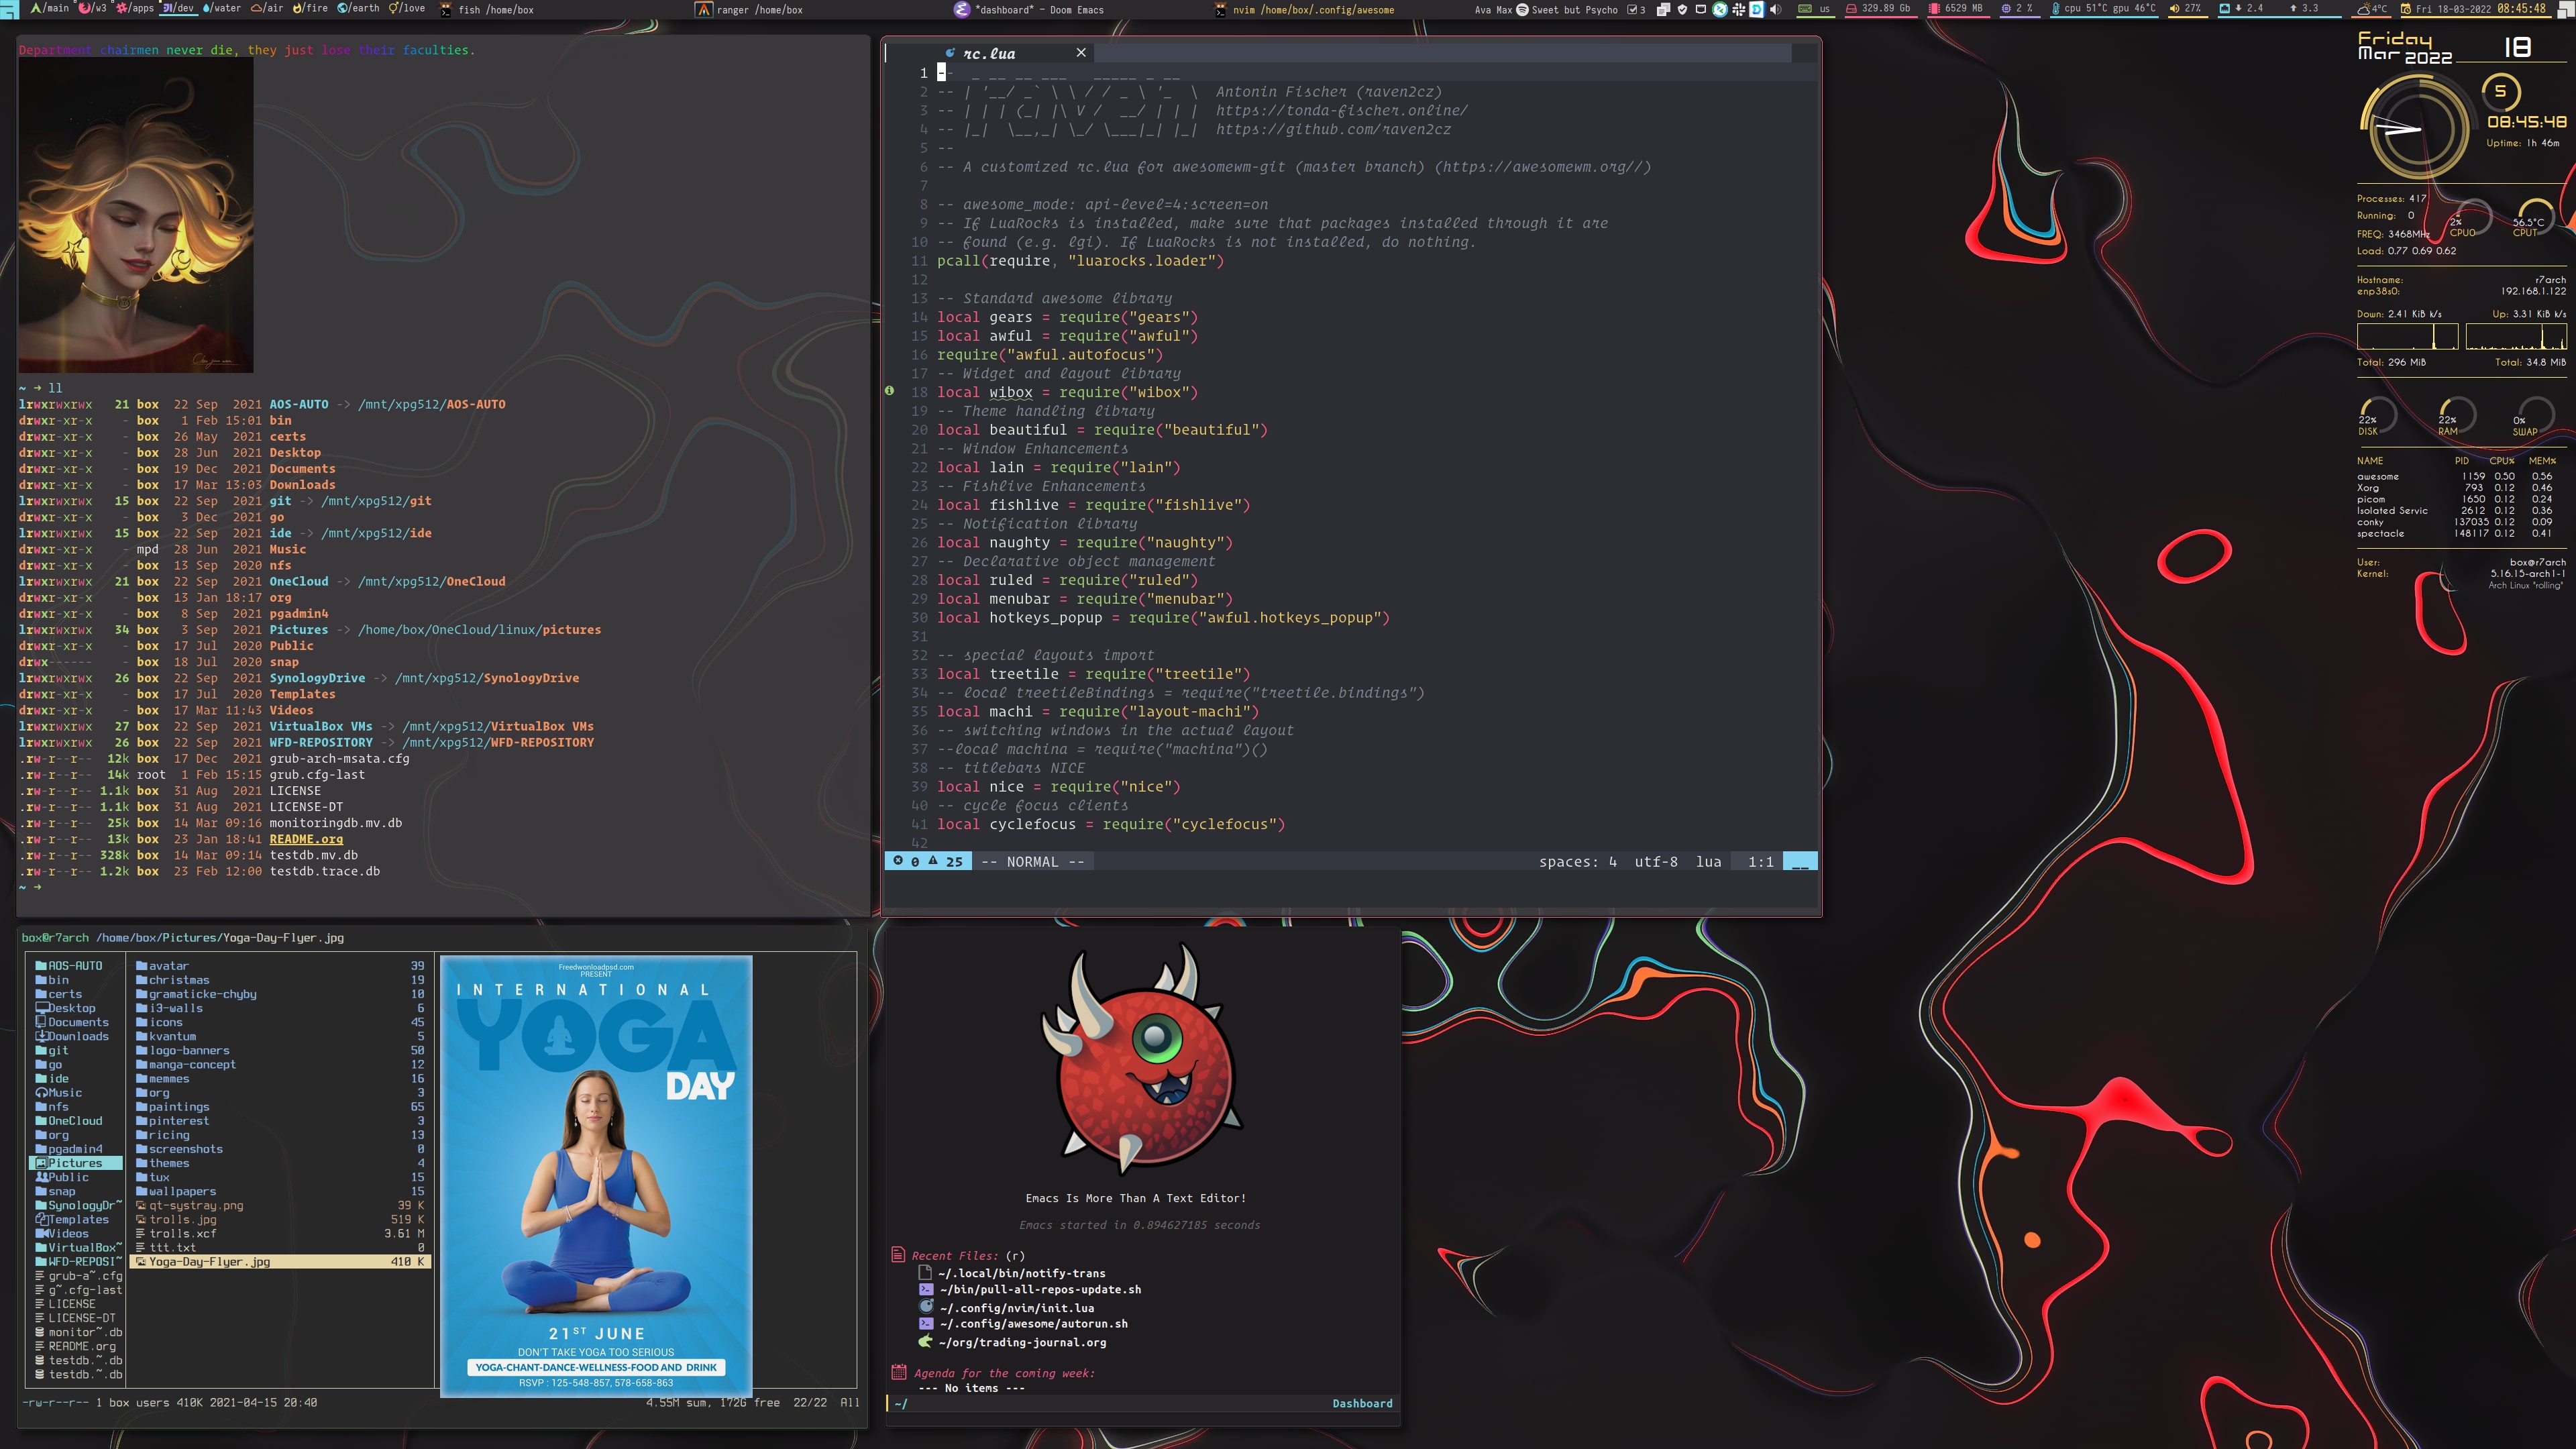 /main w3 /apps /dev /water /air /fire /earth /love fish /home/box ranger /home/box *dashboard* - Doom Emacs nvim /home/box/.config/awesome Ava Max Sweet but Psycho 3 us 329.89 Gb 6529 MB 2 % cpu 51°C gpu 46°C 27% 2.4 3.3 4°C Fri 18-03-2022 08:45:48
Department chairmen never die, they just lose their faculties.
~ → ll
lrwxrwxrwx 21 box 22 Sep 2021 AOS-AUTO -> /mnt/xpg512/AOS-AUTO
drwxr-xr-x - box 1 Feb 15:01 bin
drwxr-xr-x - box 26 May 2021 certs
drwxr-xr-x - box 28 Jun 2021 Desktop
drwxr-xr-x - box 19 Dec 2021 Documents
drwxr-xr-x - box 17 Mar 13:03 Downloads
lrwxrwxrwx 15 box 22 Sep 2021 git -> /mnt/xpg512/git
drwxr-xr-x - box 3 Dec 2021 go
lrwxrwxrwx 15 box 22 Sep 2021 ide -> /mnt/xpg512/ide
drwxr-xr-x - mpd 28 Jun 2021 Music
drwxr-xr-x - box 13 Sep 2020 nfs
lrwxrwxrwx 21 box 22 Sep 2021 OneCloud -> /mnt/xpg512/OneCloud
drwxr-xr-x - box 13 Jan 18:17 org
drwxr-xr-x - box 8 Sep 2021 pgadmin4
lrwxrwxrwx 34 box 3 Sep 2021 Pictures -> /home/box/OneCloud/linux/pictures
drwxr-xr-x - box 17 Jul 2020 Public
drwx------ - box 18 Jul 2020 snap
lrwxrwxrwx 26 box 22 Sep 2021 SynologyDrive -> /mnt/xpg512/SynologyDrive
drwxr-xr-x - box 17 Jul 2020 Templates
drwxr-xr-x - box 17 Mar 11:43 Videos
lrwxrwxrwx 27 box 22 Sep 2021 VirtualBox VMs -> /mnt/xpg512/VirtualBox VMs
lrwxrwxrwx 26 box 22 Sep 2021 WFD-REPOSITORY -> /mnt/xpg512/WFD-REPOSITORY
.rw-r--r-- 12k box 17 Dec 2021 grub-arch-msata.cfg
.rw-r--r-- 14k root 1 Feb 15:15 grub.cfg-last
.rw-r--r-- 1.1k box 31 Aug 2021 LICENSE
.rw-r--r-- 1.1k box 31 Aug 2021 LICENSE-DT
.rw-r--r-- 25k box 14 Mar 09:16 monitoringdb.mv.db
.rw-r--r-- 13k box 23 Jan 18:41 README.org
.rw-r--r-- 328k box 14 Mar 09:14 testdb.mv.db
.rw-r--r-- 1.2k box 23 Feb 12:00 testdb.trace.db
~ →
rc.lua ×
1 -- _ __ __ ___ _____ _ __
2 -- | '__/ _` \ \ / / _ \ '_ \ Antonin Fischer (raven2cz)
3 -- | | | (_| |\ V / __/ | | | https://tonda-fischer.online/
4 -- |_| \__,_| \_/ \___|_| |_| https://github.com/raven2cz
5 --
6 -- A customized rc.lua for awesomewm-git (master branch) (https://awesomewm.org//)
7
8 -- awesome_mode: api-level=4:screen=on
9 -- If LuaRocks is installed, make sure that packages installed through it are
10 -- found (e.g. lgi). If LuaRocks is not installed, do nothing.
11 pcall(require, "luarocks.loader")
12
13 -- Standard awesome library
14 local gears = require("gears")
15 local awful = require("awful")
16 require("awful.autofocus")
17 -- Widget and layout library
18 local wibox = require("wibox")
19 -- Theme handling library
20 local beautiful = require("beautiful")
21 -- Window Enhancements
22 local lain = require("lain")
23 -- Fishlive Enhancements
24 local fishlive = require("fishlive")
25 -- Notification library
26 local naughty = require("naughty")
27 -- Declarative object management
28 local ruled = require("ruled")
29 local menubar = require("menubar")
30 local hotkeys_popup = require("awful.hotkeys_popup")
31
32 -- special layouts import
33 local treetile = require("treetile")
34 -- local treetileBindings = require("treetile.bindings")
35 local machi = require("layout-machi")
36 -- switching windows in the actual layout
37 --local machina = require("machina")()
38 -- titlebars NICE
39 local nice = require("nice")
40 -- cycle focus clients
41 local cyclefocus = require("cyclefocus")
42
0 25 -- NORMAL -- spaces: 4 utf-8 lua 1:1
Friday 18
Mar 2022
5
08:45:48
Uptime: 1h 46m
Processes: 417
Running: 0
FREQ: 3468MHz
Load: 0.77 0.69 0.62
2% CPU0
56.5°C CPUT
Hostname: r7arch
enp38s0: 192.168.1.122
Down: 2.41 KiB k/s Up: 3.31 KiB k/s
Total: 296 MiB Total: 34.8 MiB
22% 22% 0%
DISK RAM SWAP
NAME PID CPU% MEM%
awesome 1159 0.50 0.56
Xorg 793 0.12 0.46
picom 1650 0.12 0.24
Isolated Servic 2612 0.12 0.36
conky 137035 0.12 0.09
spectacle 148117 0.12 0.41
User: box@r7arch
Kernel: 5.16.15-arch1-1
Arch Linux "rolling"
box@r7arch /home/box/Pictures/Yoga-Day-Flyer.jpg
AOS-AUTO
bin
certs
Desktop
Documents
Downloads
git
go
ide
Music
nfs
OneCloud
org
pgadmin4
Pictures
Public
snap
SynologyDr~
Templates
Videos
VirtualBox~
WFD-REPOSI~
grub-a~.cfg
g~.cfg-last
LICENSE
LICENSE-DT
monitor~.db
README.org
testdb.~.db
testdb.~.db
avatar 39
christmas 19
gramaticke-chyby 10
i3-walls 6
icons 45
kvantum 5
logo-banners 50
manga-concept 12
memmes 16
org 3
paintings 65
pinterest 3
ricing 13
screenshots 0
themes 4
tux 15
wallpapers 15
qt-systray.png 39 K
trolls.jpg 519 K
trolls.xcf 3.61 M
ttt.txt 0
Yoga-Day-Flyer.jpg 410 K
Freedwonloadpsd.com
PRESENT
INTERNATIONAL
YOGA
DAY
21ST JUNE
DON'T TAKE YOGA TOO SERIOUS
YOGA-CHANT-DANCE-WELLNESS-FOOD AND DRINK
RSVP : 125-548-857, 578-658-863
-rw-r--r-- 1 box users 410K 2021-04-15 20:40 4.55M sum, 172G free 22/22 All
Emacs Is More Than A Text Editor!
Emacs started in 0.894627185 seconds
Recent Files: (r)
~/.local/bin/notify-trans
~/bin/pull-all-repos-update.sh
~/.config/nvim/init.lua
~/.config/awesome/autorun.sh
~/org/trading-journal.org
Agenda for the coming week:
--- No items ---
~/ Dashboard